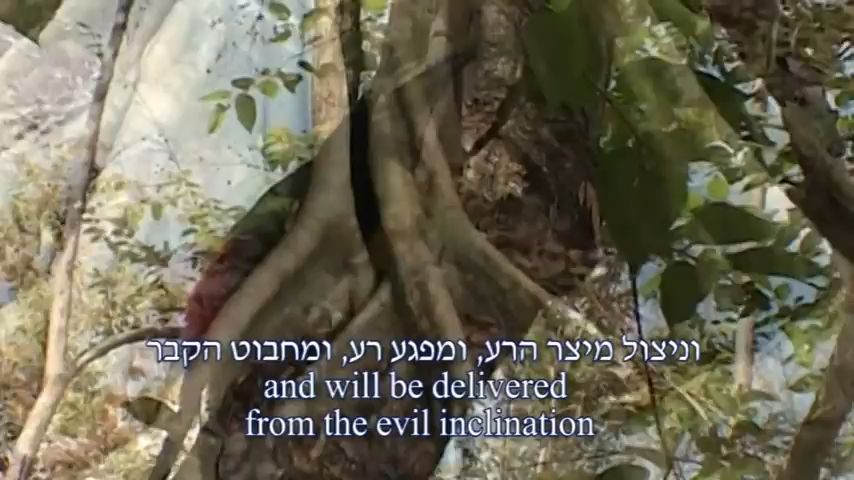 וניצול מיצר הרע, ומפגע רע, ומחבוט הקבר
and will be delivered
from the evil inclination